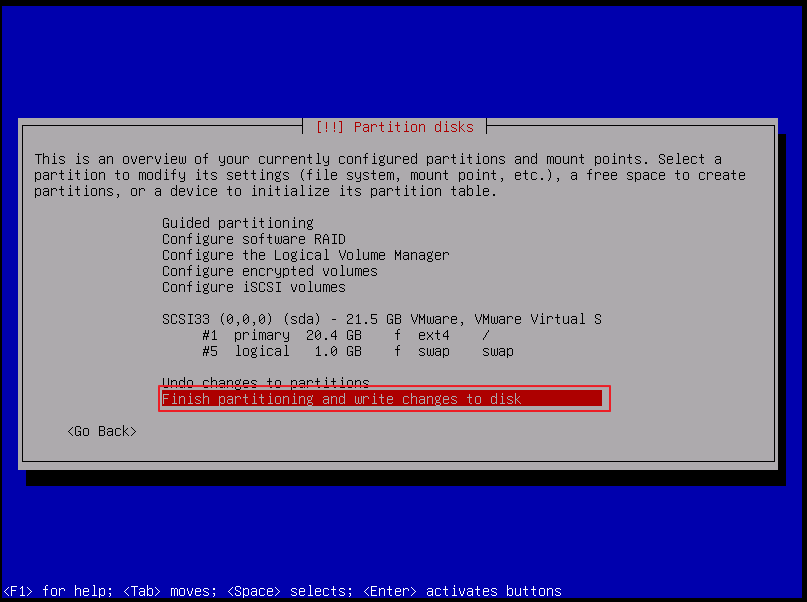 [!!] Partition disks
This is an overview of your currently configured partitions and mount points. Select a
partition to modify its settings (file system, mount point, etc.), a free space to create
partitions, or a device to initialize its partition table.
Guided partitioning
Configure software RAID
Configure the Logical Volume Manager
Configure encrypted volumes
Configure iSCSI volumes
SCSI33 (0,0,0) (sda) - 21.5 GB VMware, VMware Virtual S
#1 primary 20.4 GB f ext4 /
#5 logical 1.0 GB f swap swap
Undo changes to partitions
Finish partitioning and write changes to disk
<Go Back>
<F1> for help; <Tab> moves; <Space> selects; <Enter> activates buttons